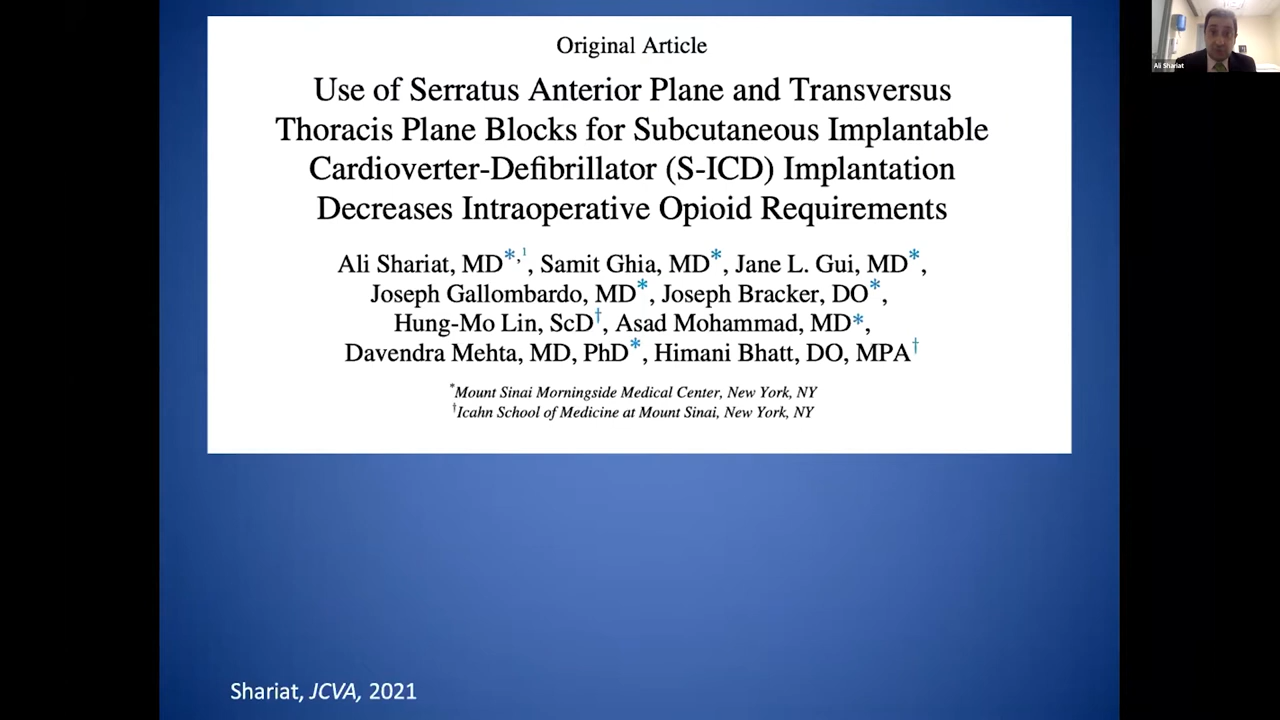 Original Article
Use of Serratus Anterior Plane and Transversus
Thoracis Plane Blocks for Subcutaneous Implantable
Cardioverter-Defibrillator (S-ICD) Implantation
Decreases Intraoperative Opioid Requirements
Ali Shariat, MD*,¹, Samit Ghia, MD*, Jane L. Gui, MD*,
Joseph Gallombardo, MD*, Joseph Bracker, DO*,
Hung-Mo Lin, ScD†, Asad Mohammad, MD*,
Davendra Mehta, MD, PhD*, Himani Bhatt, DO, MPA†
*Mount Sinai Morningside Medical Center, New York, NY
†Icahn School of Medicine at Mount Sinai, New York, NY
Shariat, JCVA, 2021
Ali Shariat